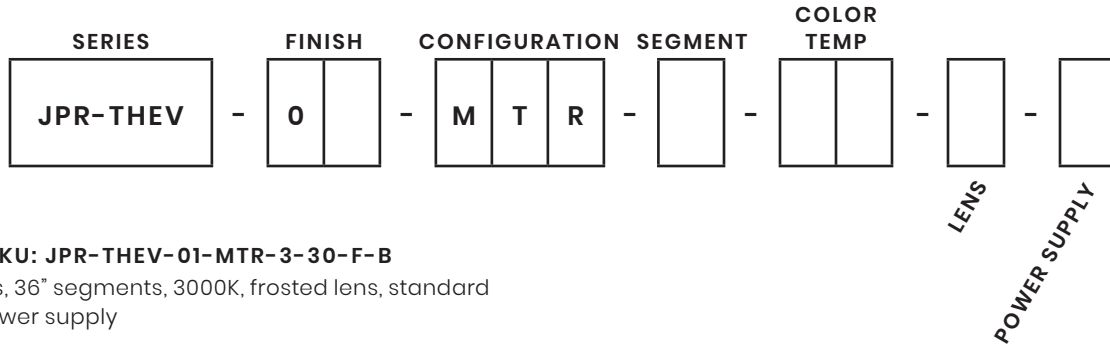 SERIES FINISH CONFIGURATION SEGMENT COLOR TEMP
JPR-THEV - 0 - M T R - - - -
LENS
POWER SUPPLY
KU: JPR-THEV-01-MTR-3-30-F-B
s, 36” segments, 3000K, frosted lens, standard
wer supply